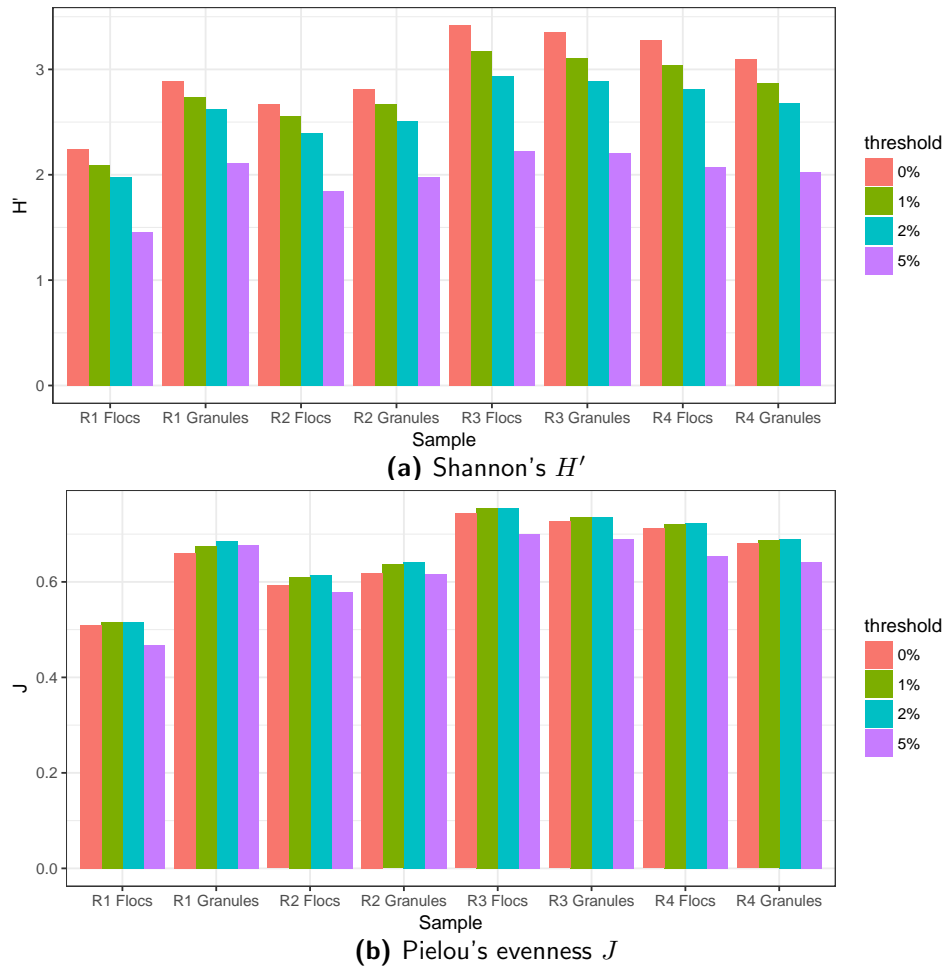 3
2
1
0
H'
R1 Flocs R1 Granules R2 Flocs R2 Granules R3 Flocs R3 Granules R4 Flocs R4 Granules
Sample
threshold
0%
1%
2%
5%
(a) Shannon's H′
0.6
0.4
0.2
0.0
J
R1 Flocs R1 Granules R2 Flocs R2 Granules R3 Flocs R3 Granules R4 Flocs R4 Granules
Sample
threshold
0%
1%
2%
5%
(b) Pielou's evenness J